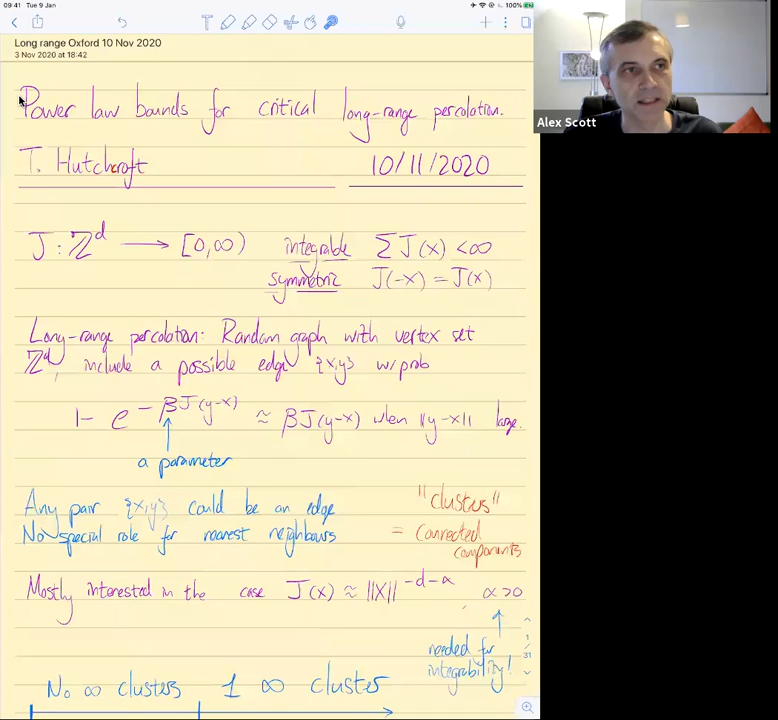 09:41 Tue 9 Jan
100%
Long range Oxford 10 Nov 2020
3 Nov 2020 at 18:42
Power law bounds for critical long-range percolation.
T. Hutchcroft 10/11/2020
J : ℤ^d ⟶ [0,∞) integrable ∑ J(x) < ∞
symmetric J(-x) = J(x)
Long-range percolation: Random graph with vertex set
ℤ^d, include a possible edge {x,y} w/prob
1 - e^{-βJ(y-x)} ≈ βJ(y-x) when ||y-x|| large.
a parameter
Any pair {x,y} could be an edge
No special role for nearest neighbours
"clusters"
= connected
components
Mostly interested in the case J(x) ≈ ||x||^{-d-α} α>0
needed for
integrability!
1
31
No ∞ clusters 1 ∞ cluster
Alex Scott